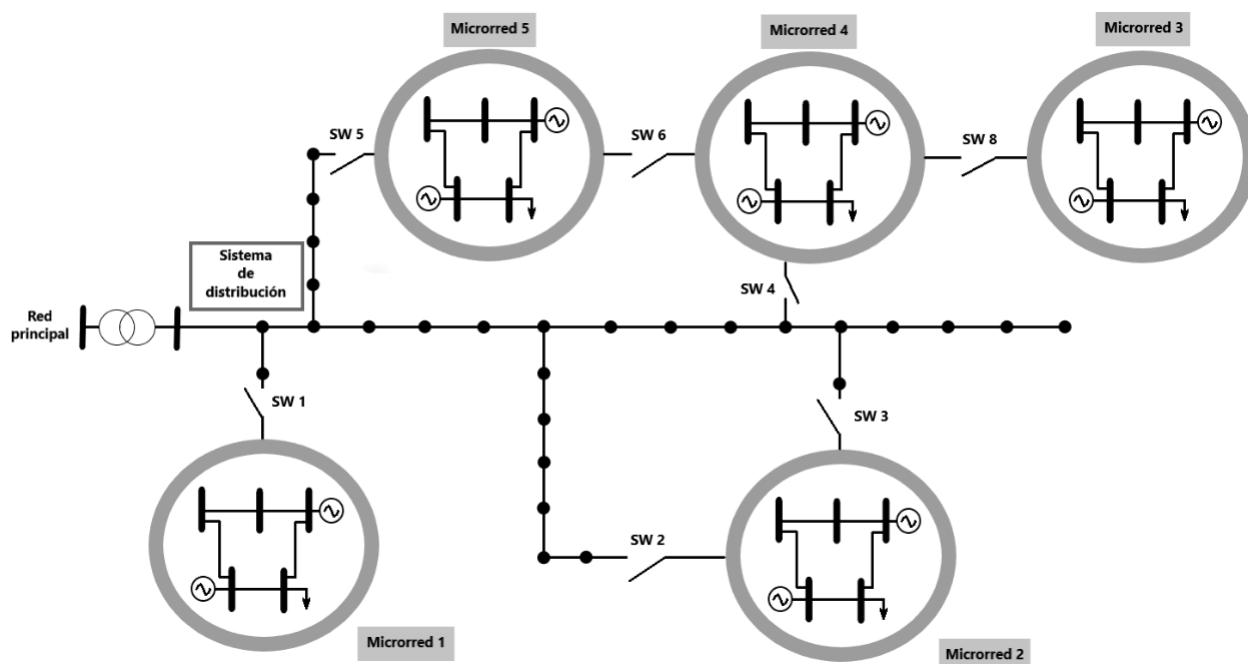 Microrred 5
Microrred 4
Microrred 3
SW 5
SW 6
SW 8
Sistema
de
distribución
SW 4
Red
principal
SW 1
SW 3
SW 2
Microrred 1
Microrred 2